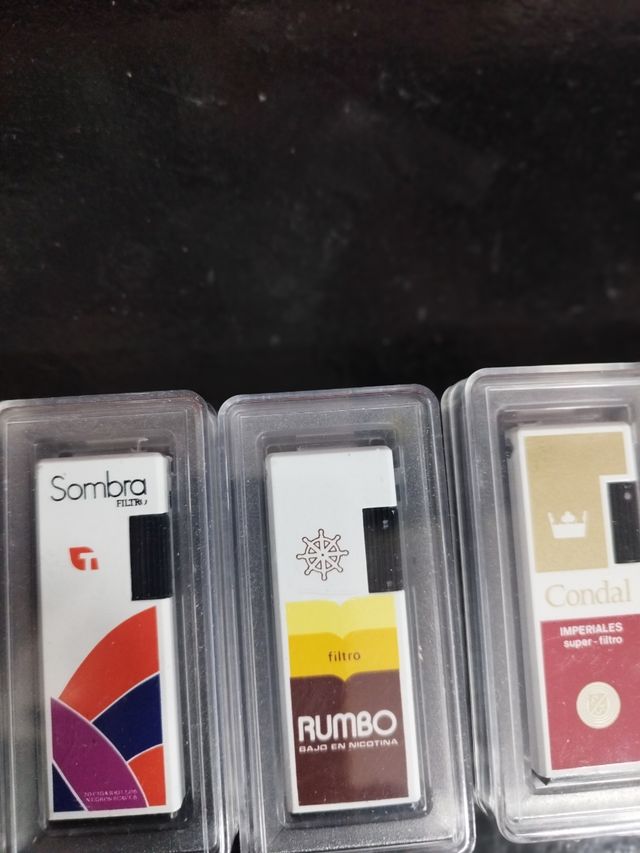 Sombra
FILTRO
filtro
RUMBO
BAJO EN NICOTINA
Condal
IMPERIALES
super-filtro